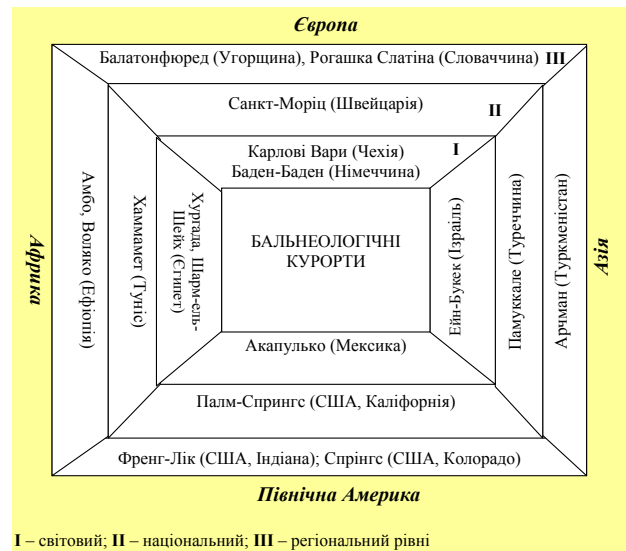 Європа
Балатонфюред (Угорщина), Рогашка Слатіна (Словаччина) III
Санкт-Моріц (Швейцарія)
II
Карлові Вари (Чехія) I
Баден-Баден (Німеччина)
Африка
Амбо, Воляко (Ефіопія)
Хаммамет (Туніс)
Хургада, Шарм-ель-
Шейх (Єгипет)
БАЛЬНЕОЛОГІЧНІ
КУРОРТИ
Ейн-Букек (Ізраїль)
Памуккале (Туреччина)
Арчман (Туркменістан)
Азія
Акапулько (Мексика)
Палм-Спрингс (США, Каліфорнія)
Френг-Лік (США, Індіана); Спрінгс (США, Колорадо)
Північна Америка
I – світовий; II – національний; III – регіональний рівні